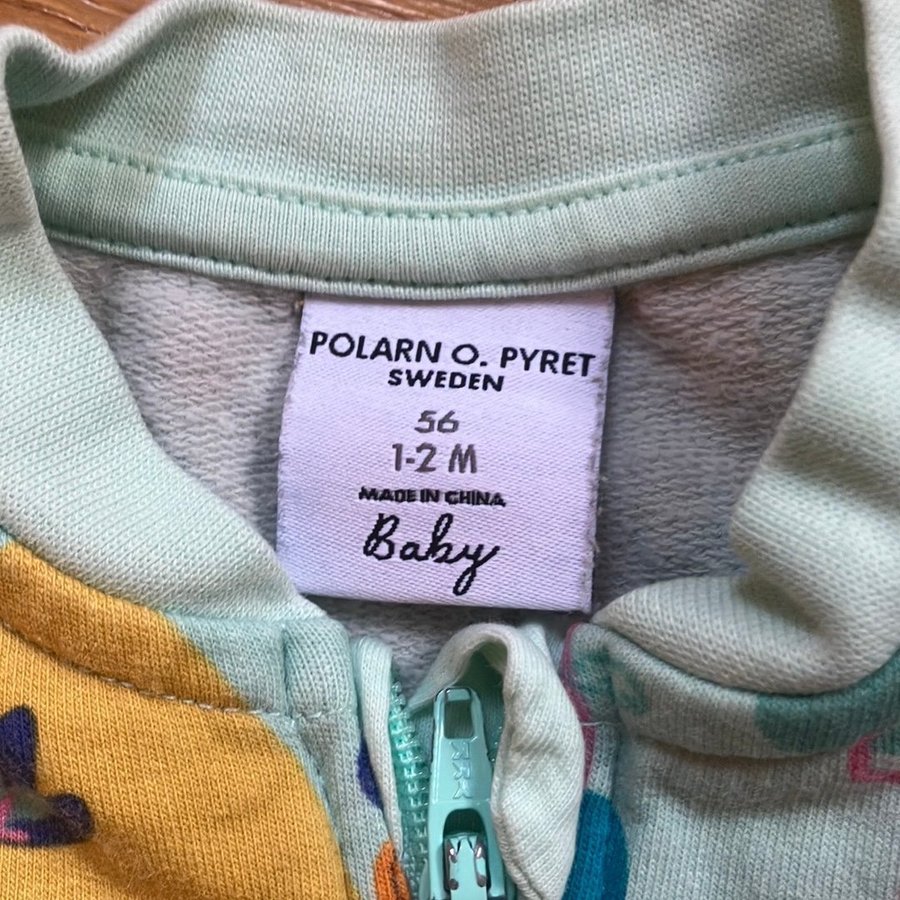 POLARN O. PYRET
SWEDEN
56
1-2 M
MADE IN CHINA
Baby